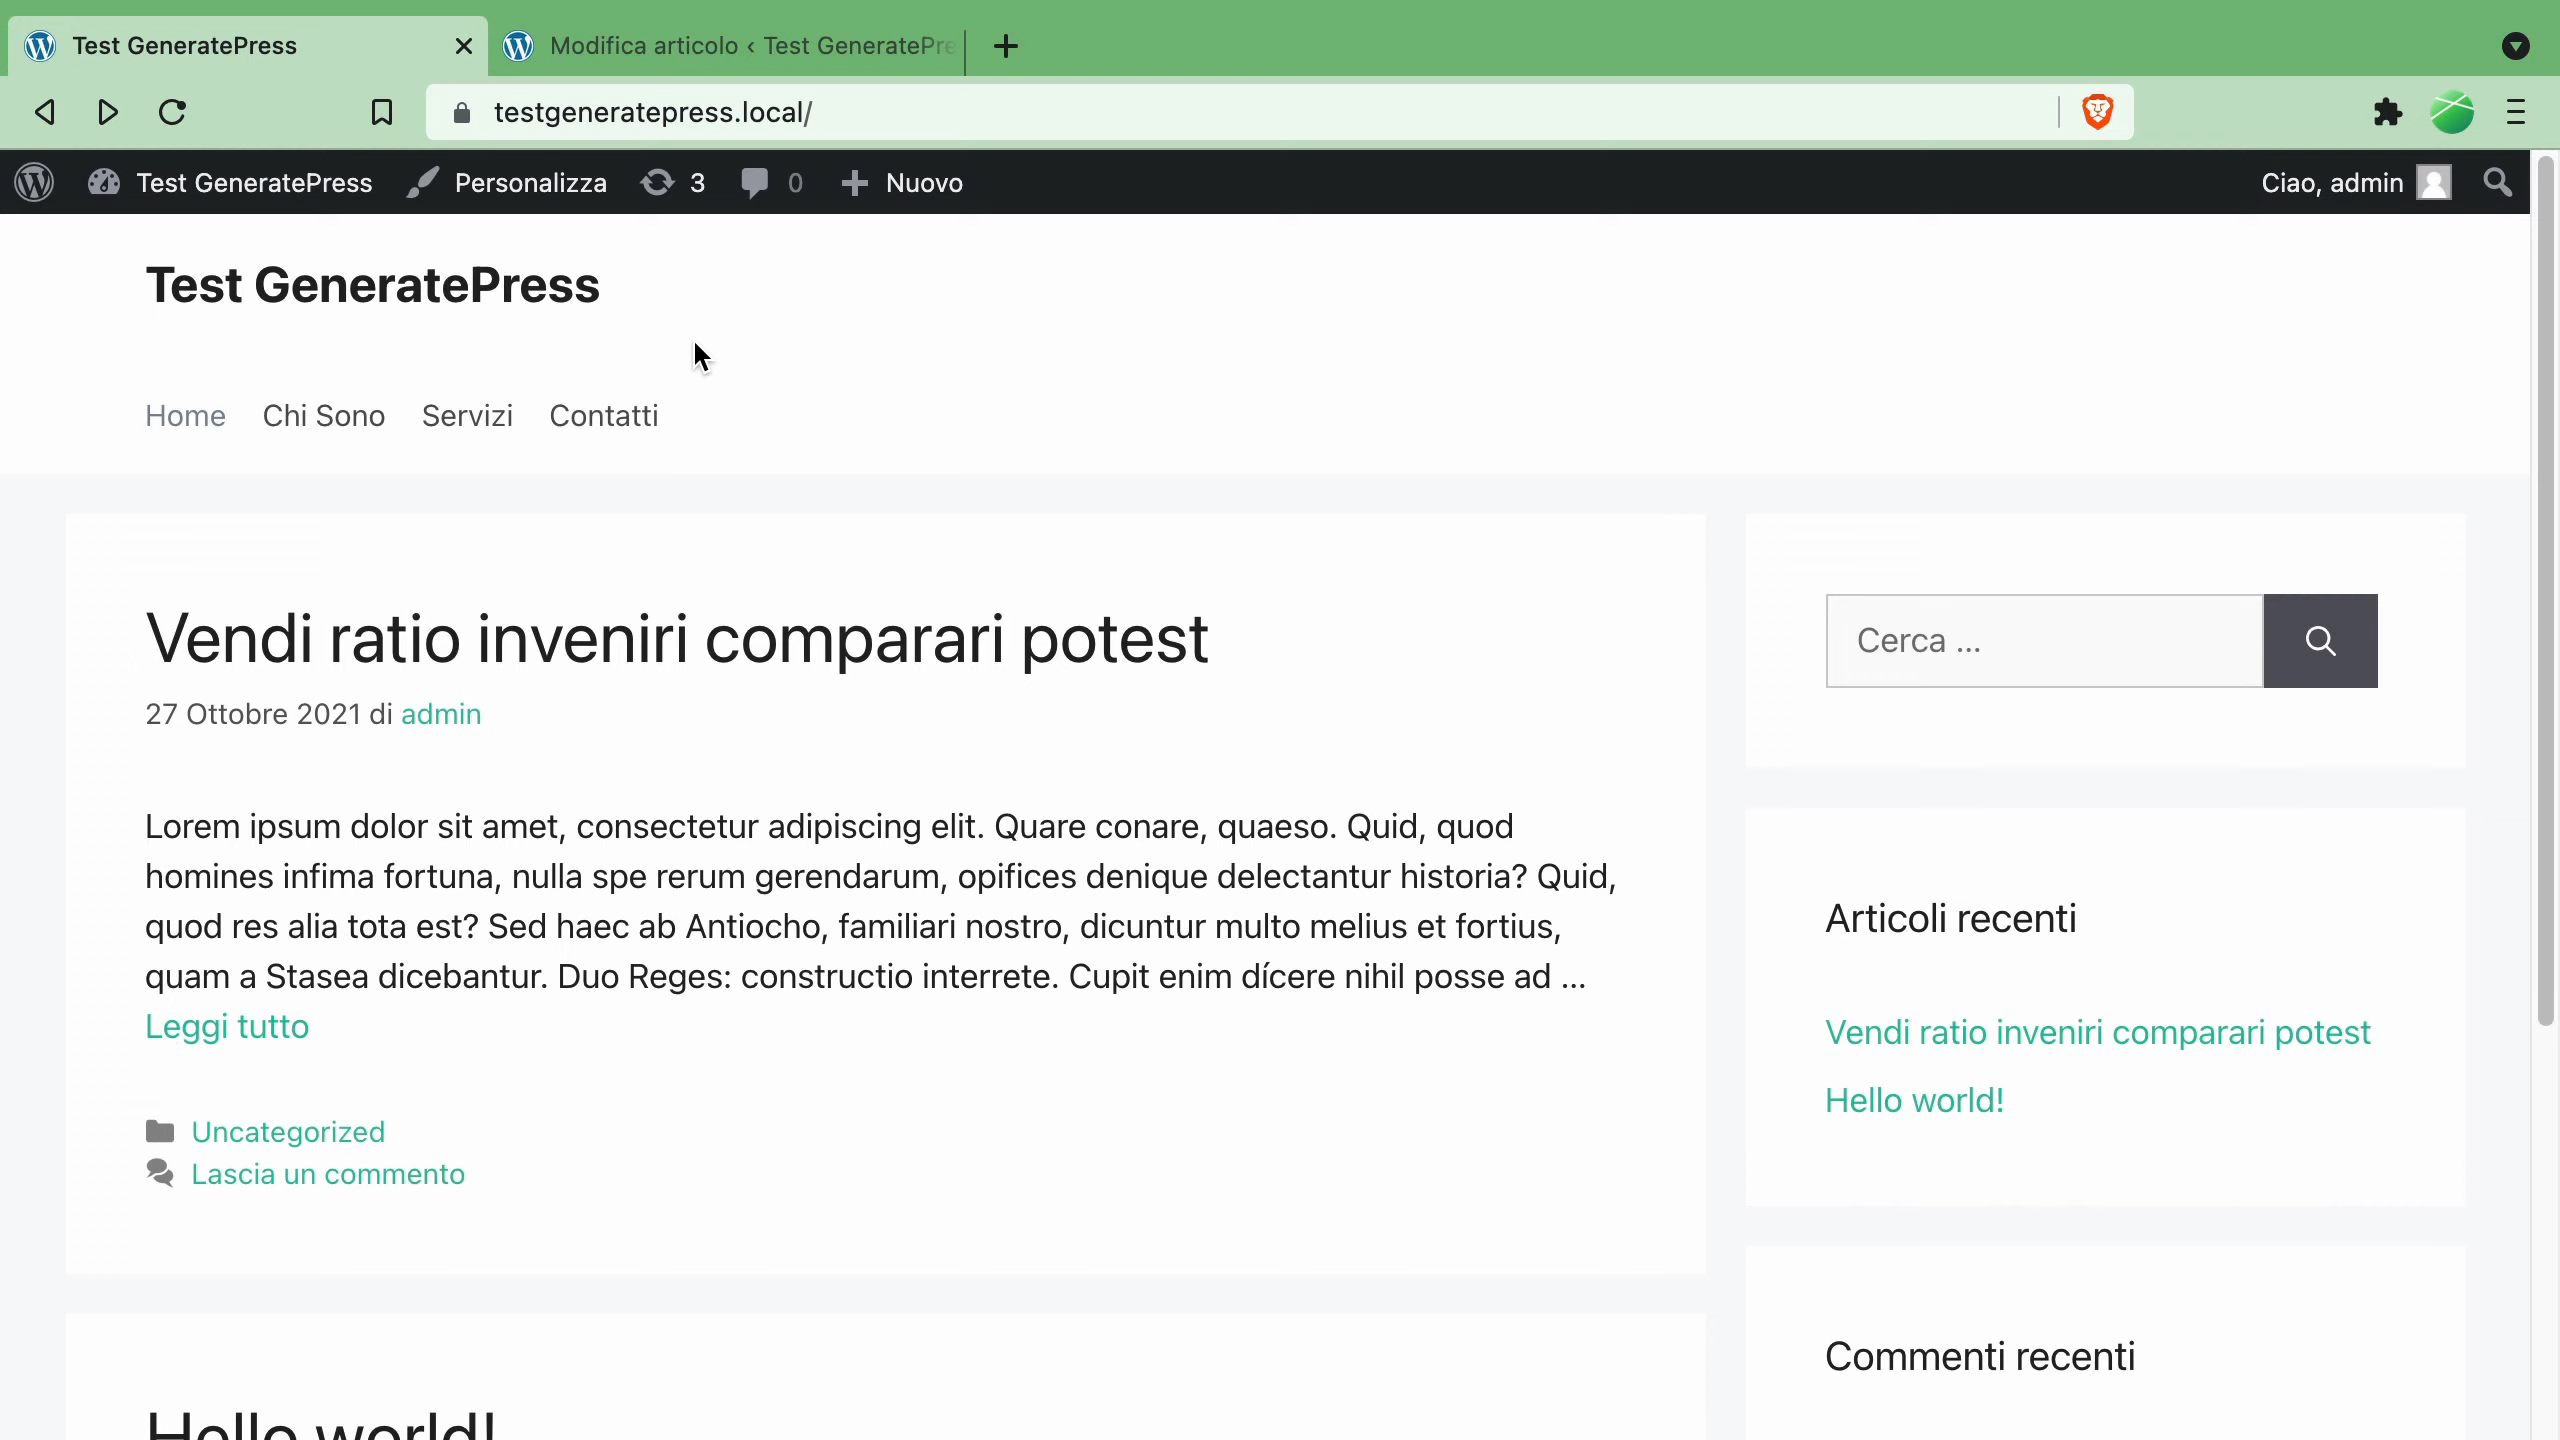 Test GeneratePress
Modifica articolo ‹ Test GeneratePre
testgeneratepress.local/
Test GeneratePress
Personalizza
3
0
Nuovo
Ciao, admin
Test GeneratePress
Home
Chi Sono
Servizi
Contatti
Vendi ratio inveniri comparari potest
27 Ottobre 2021 di admin
Lorem ipsum dolor sit amet, consectetur adipiscing elit. Quare conare, quaeso. Quid, quod
homines infima fortuna, nulla spe rerum gerendarum, opifices denique delectantur historia? Quid,
quod res alia tota est? Sed haec ab Antiocho, familiari nostro, dicuntur multo melius et fortius,
quam a Stasea dicebantur. Duo Reges: constructio interrete. Cupit enim dícere nihil posse ad ...
Leggi tutto
Uncategorized
Lascia un commento
Hello world!
Cerca ...
Articoli recenti
Vendi ratio inveniri comparari potest
Hello world!
Commenti recenti